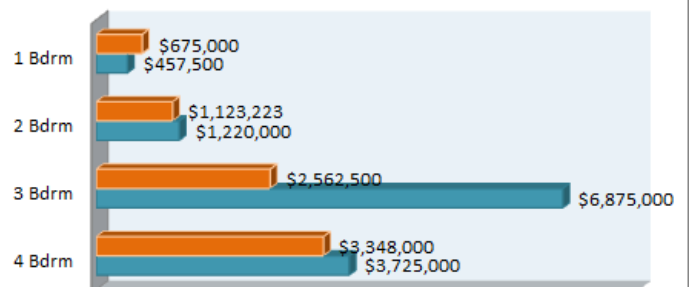 1 Bdrm
$675,000
$457,500
2 Bdrm
$1,123,223
$1,220,000
3 Bdrm
$2,562,500
$6,875,000
4 Bdrm
$3,348,000
$3,725,000